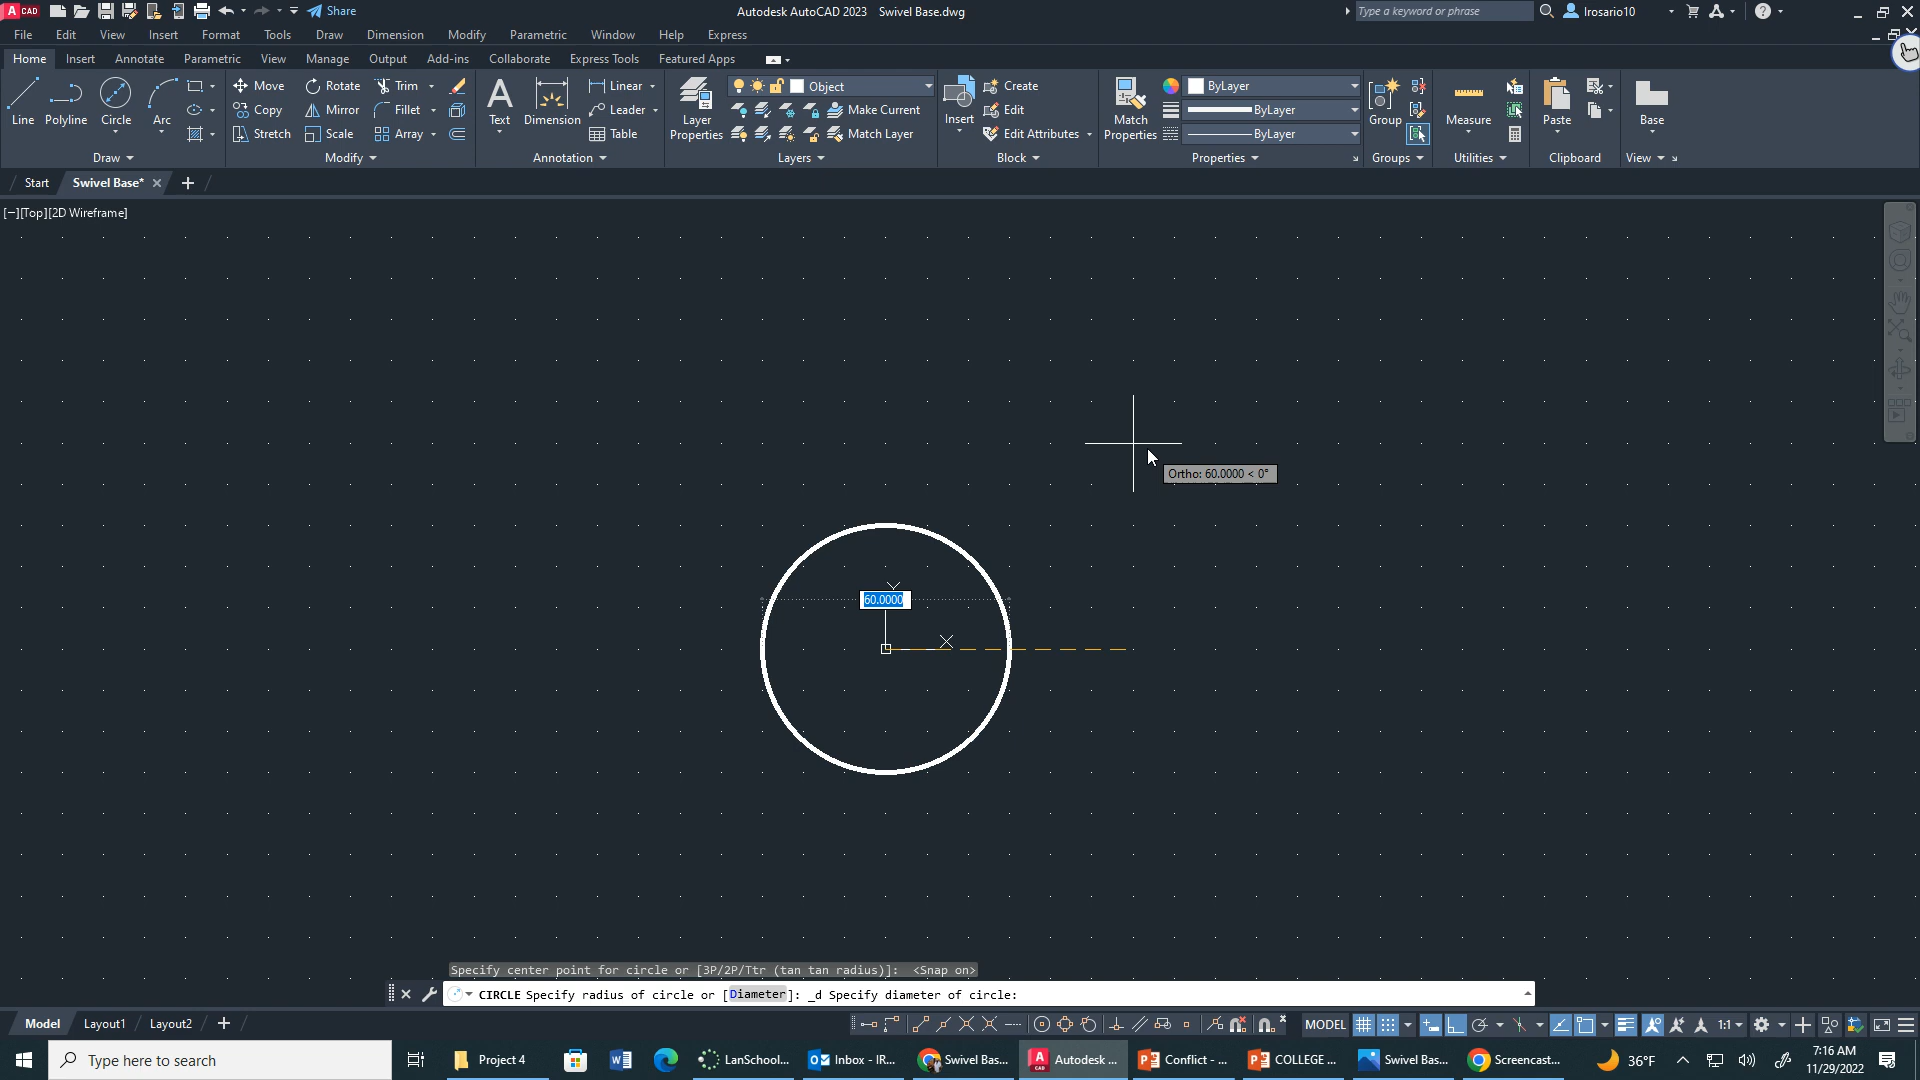 CAD Share Autodesk AutoCAD 2023 Swivel Base.dwg Type a keyword or phrase lrosario10
File Edit View Insert Format Tools Draw Dimension Modify Parametric Window Help Express
Home Insert Annotate Parametric View Manage Output Add-ins Collaborate Express Tools Featured Apps
Line Polyline Circle Arc
Draw
Move Rotate Trim
Copy Mirror Fillet
Stretch Scale Array
Modify
Text Dimension
Linear
Leader
Table
Annotation
Layer Properties
Object
Make Current
Match Layer
Layers
Insert
Create
Edit
Edit Attributes
Block
Match Properties
ByLayer
ByLayer
ByLayer
Properties
Group
Groups
Measure
Utilities
Paste
Clipboard
Base
View
Start Swivel Base*
[−][Top][2D Wireframe]
Ortho: 60.0000 < 0°
Y
60.0000
X
Specify center point for circle or [3P/2P/Ttr (tan tan radius)]: <Snap on>
CIRCLE Specify radius of circle or [Diameter]: _d Specify diameter of circle:
Model Layout1 Layout2 MODEL 1:1
Type here to search Project 4 LanSchool... Inbox - IR... Swivel Bas... Autodesk ... Conflict - ... COLLEGE ... Swivel Bas... Screencast... 36°F 7:16 AM
11/29/2022